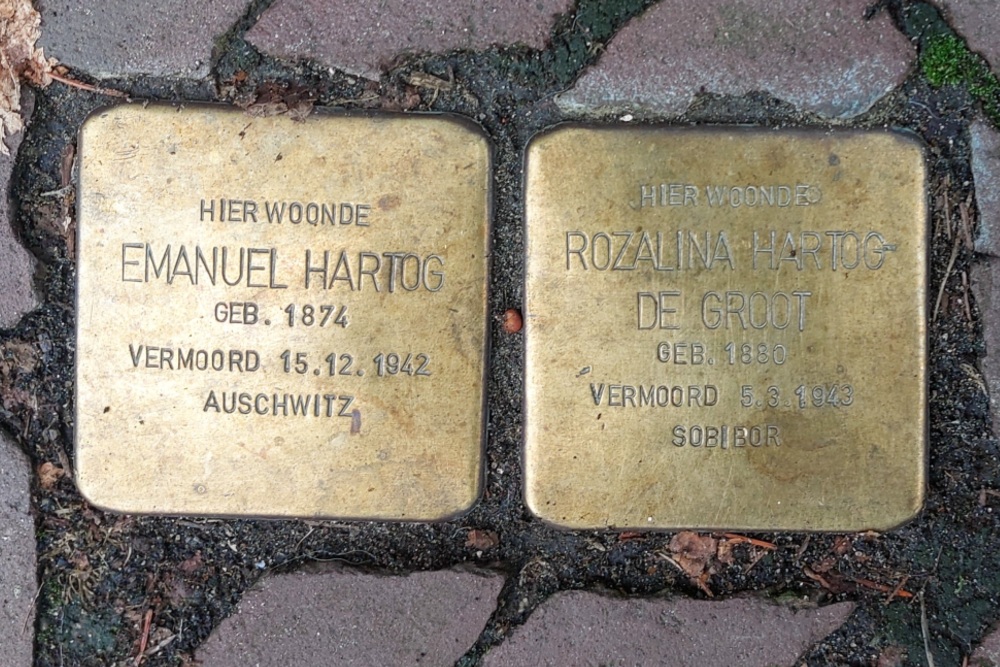 HIER WOONDE
EMANUEL HARTOG
GEB. 1874
VERMOORD 15.12.1942
AUSCHWITZ
HIER WOONDE
ROZALINA HARTOG-
DE GROOT
GEB. 1880
VERMOORD 5.3.1943
SOBIBOR